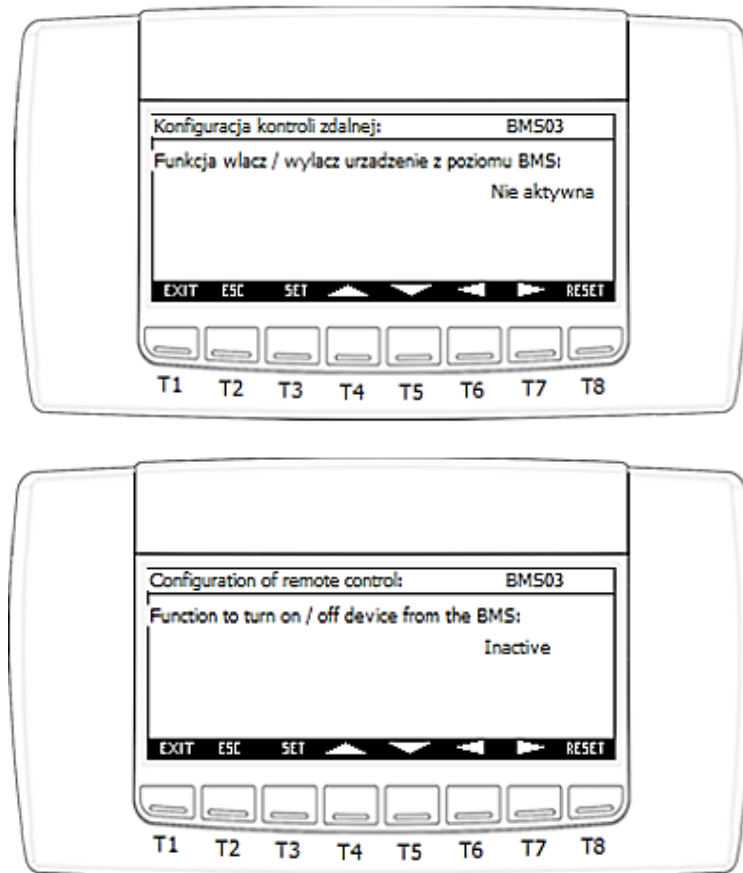 Konfiguracja kontroli zdalnej: BMS03
Funkcja wlacz / wylacz urzadzenie z poziomu BMS:
Nie aktywna
EXIT ESC SET RESET
T1 T2 T3 T4 T5 T6 T7 T8
Configuration of remote control: BMS03
Function to turn on / off device from the BMS:
Inactive
EXIT ESC SET RESET
T1 T2 T3 T4 T5 T6 T7 T8